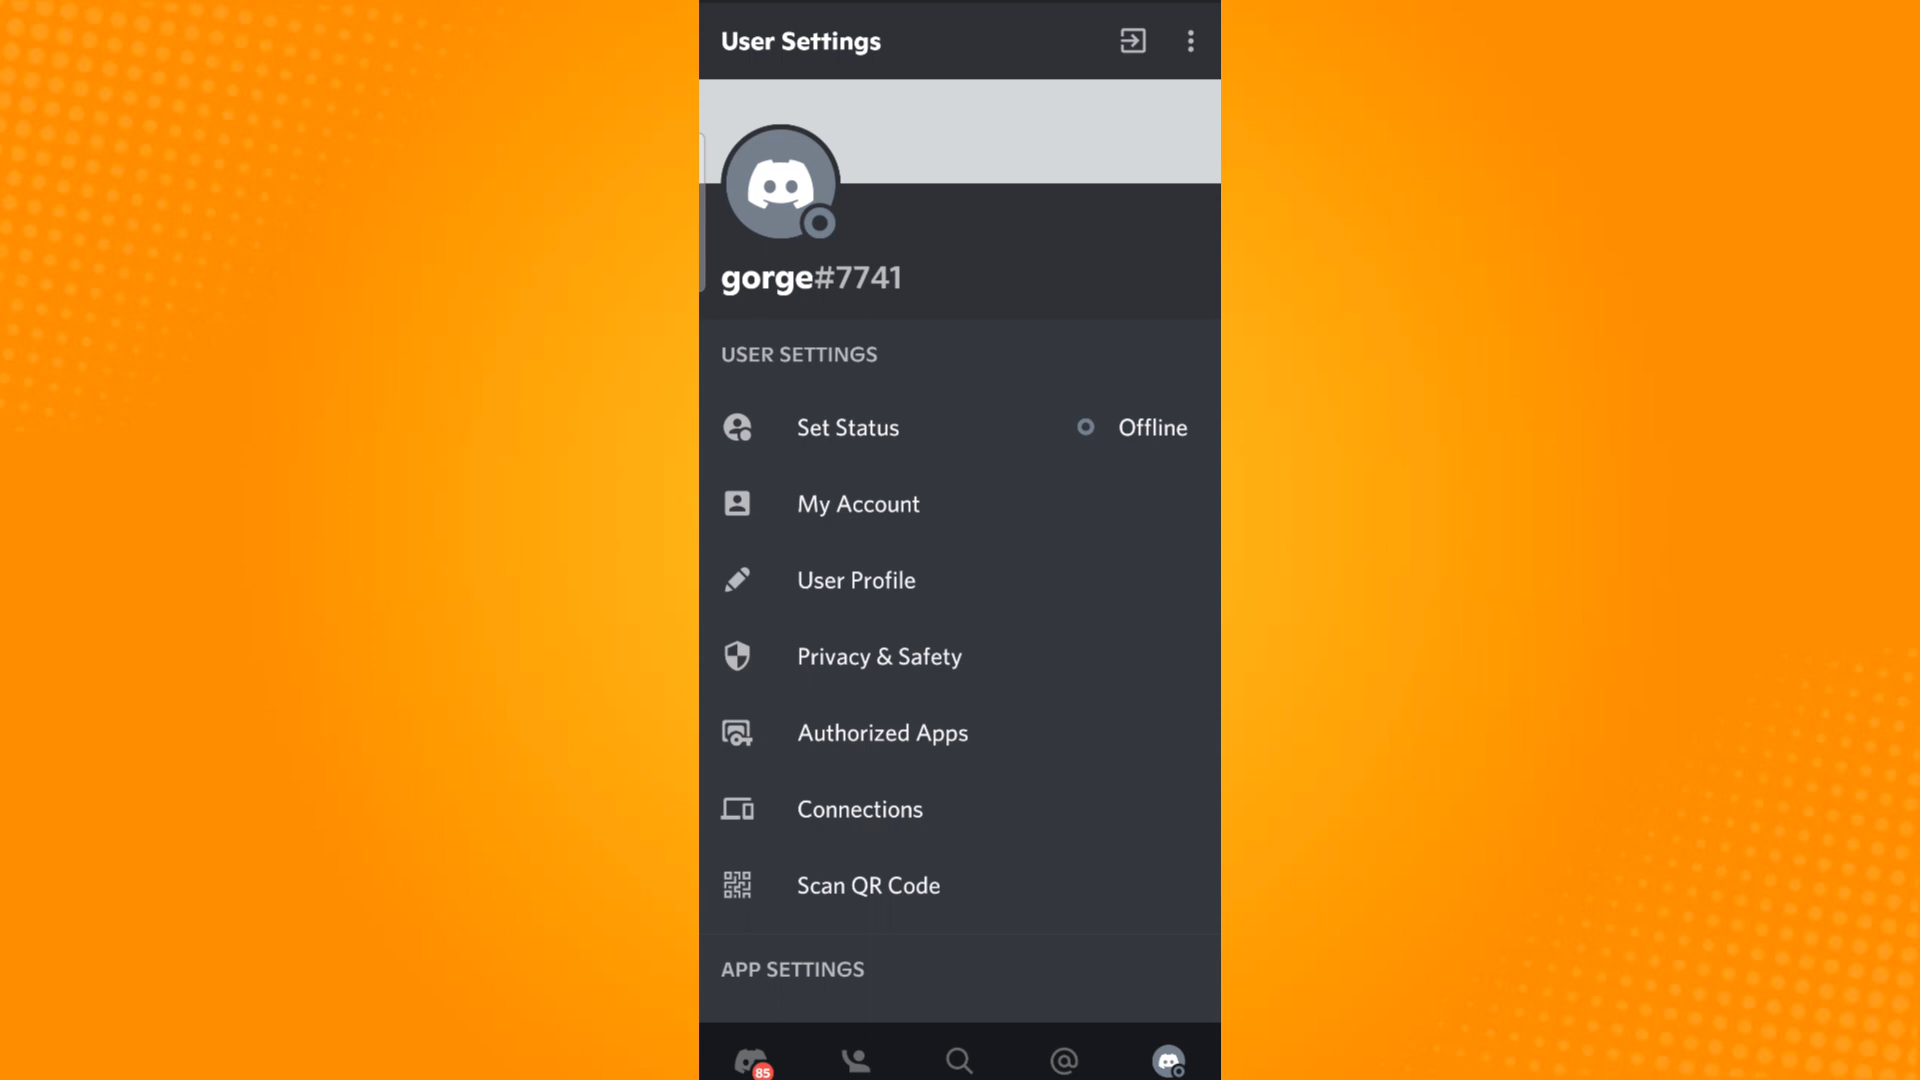 User Settings
gorge#7741
USER SETTINGS
Set Status Offline
My Account
User Profile
Privacy & Safety
Authorized Apps
Connections
Scan QR Code
APP SETTINGS
85